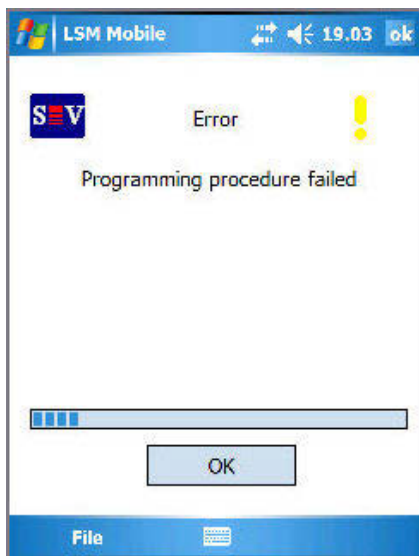 LSM Mobile 19.03 ok
S V Error
Programming procedure failed
OK
File